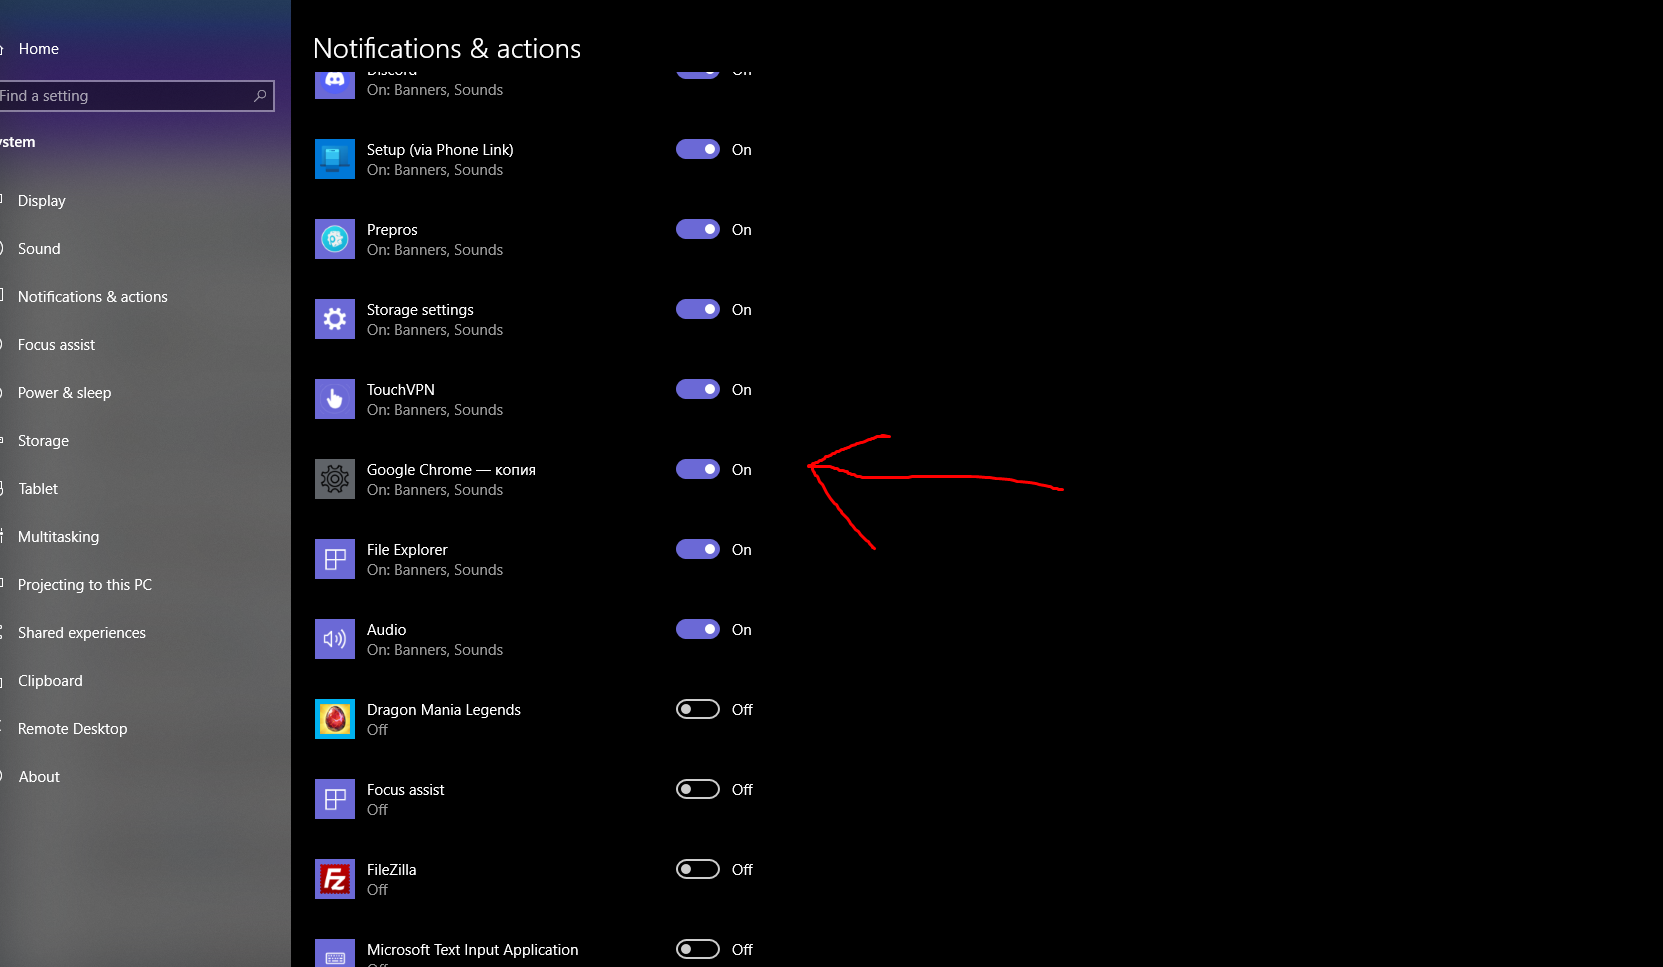 Home
Find a setting
Display
Sound
Notifications & actions
Focus assist
Power & sleep
Storage
Tablet
Multitasking
Projecting to this PC
Shared experiences
Clipboard
Remote Desktop
About
Notifications & actions
Discord
On: Banners, Sounds
Setup (via Phone Link)
On
On: Banners, Sounds
Prepros
On
On: Banners, Sounds
Storage settings
On
On: Banners, Sounds
TouchVPN
On
On: Banners, Sounds
Google Chrome — копия
On
On: Banners, Sounds
File Explorer
On
On: Banners, Sounds
Audio
On
On: Banners, Sounds
Dragon Mania Legends
Off
Off
Focus assist
Off
Off
FileZilla
Off
Off
Microsoft Text Input Application
Off